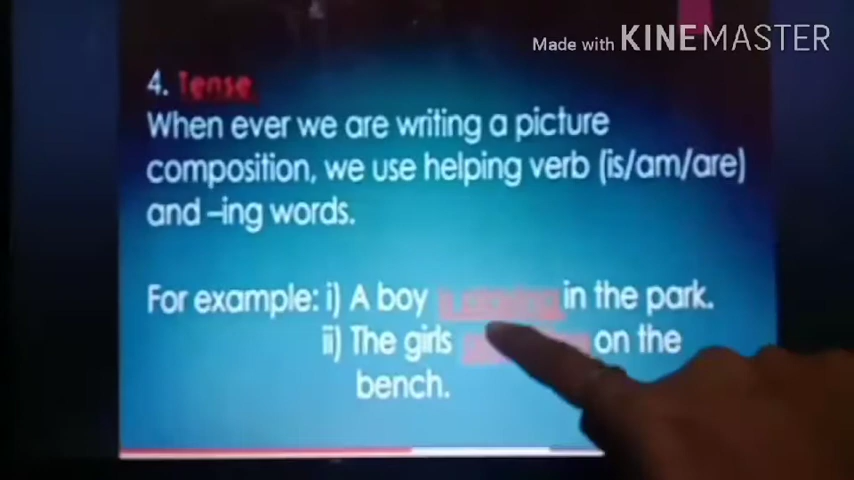 Made with KINEMASTER
4. Tense
When ever we are writing a picture
composition, we use helping verb (is/am/are)
and –ing words.
For example: i) A boy in the park.
ii) The girls on the
bench.